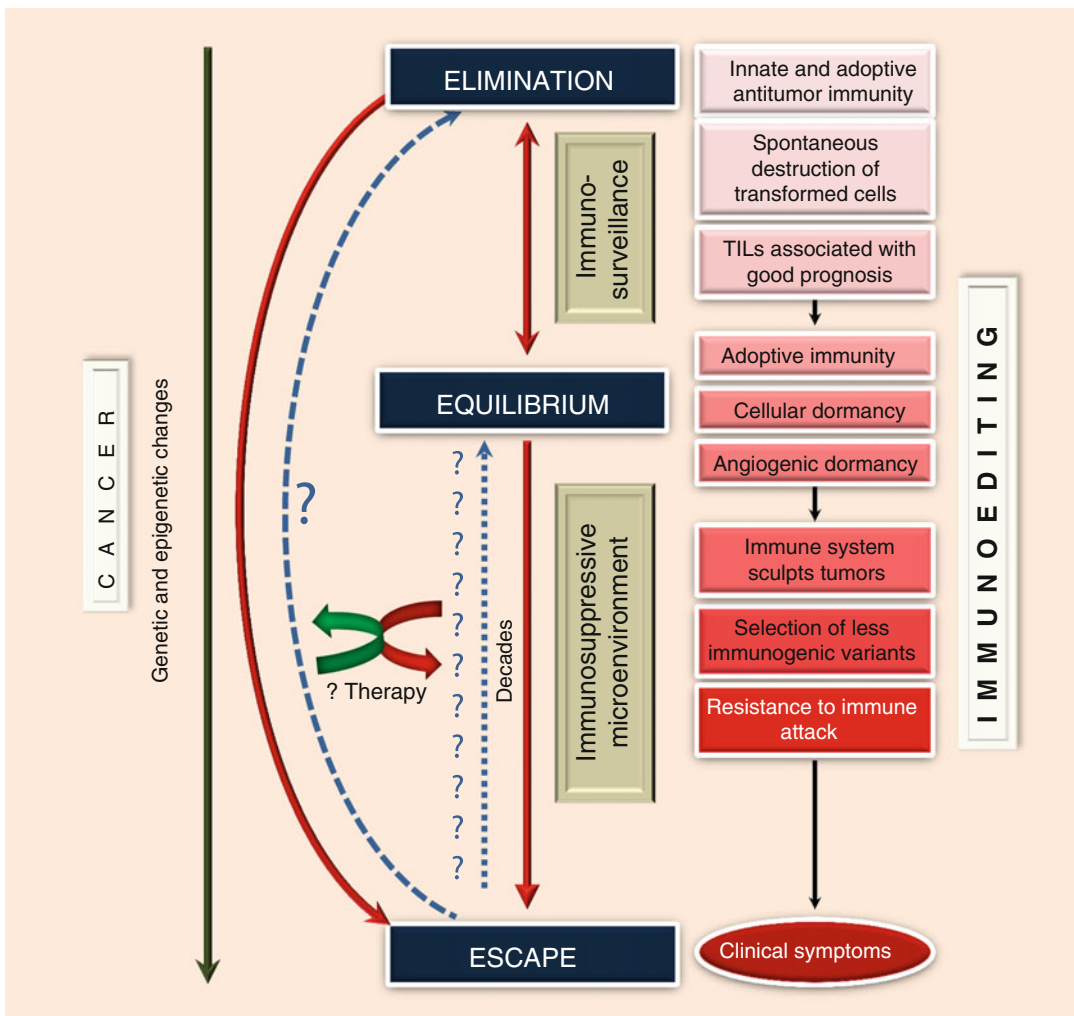 CANCER
Genetic and epigenetic changes
ELIMINATION
Immuno-
surveillance
EQUILIBRIUM
?
?
?
?
?
?
?
?
?
?
?
?
? Therapy
Decades
Immunosuppressive
microenvironment
ESCAPE
Innate and adoptive
antitumor immunity
Spontaneous
destruction of
transformed cells
TILs associated with
good prognosis
Adoptive immunity
Cellular dormancy
Angiogenic dormancy
Immune system
sculpts tumors
Selection of less
immunogenic variants
Resistance to immune
attack
Clinical symptoms
IMMUNOEDITING